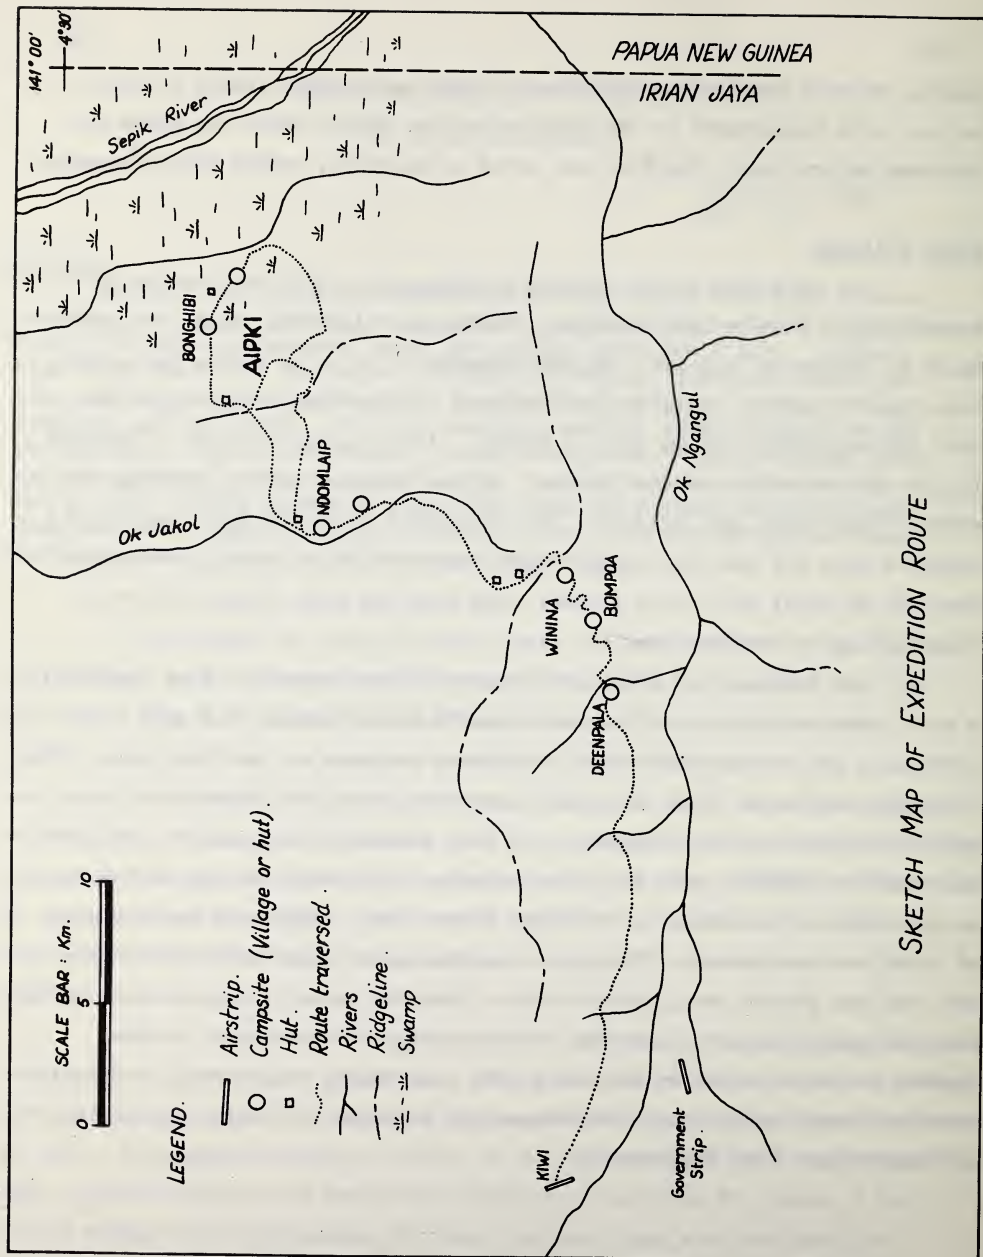 SKETCH MAP OF EXPEDITION ROUTE
141° 00'
4°30'
PAPUA NEW GUINEA
IRIAN JAYA
Sepik River
BONGHIBI
AIPKI
NDOMLAIP
Ok Jakol
Ok Ngangul
WININA
BOMPOA
DEENPALA
KIWI
Government
Strip
SCALE BAR . Km.
0 5 10
LEGEND.
Airstrip.
Campsite (Village or hut)
Hut.
Route traversed.
Rivers
Ridgeline.
Swamp